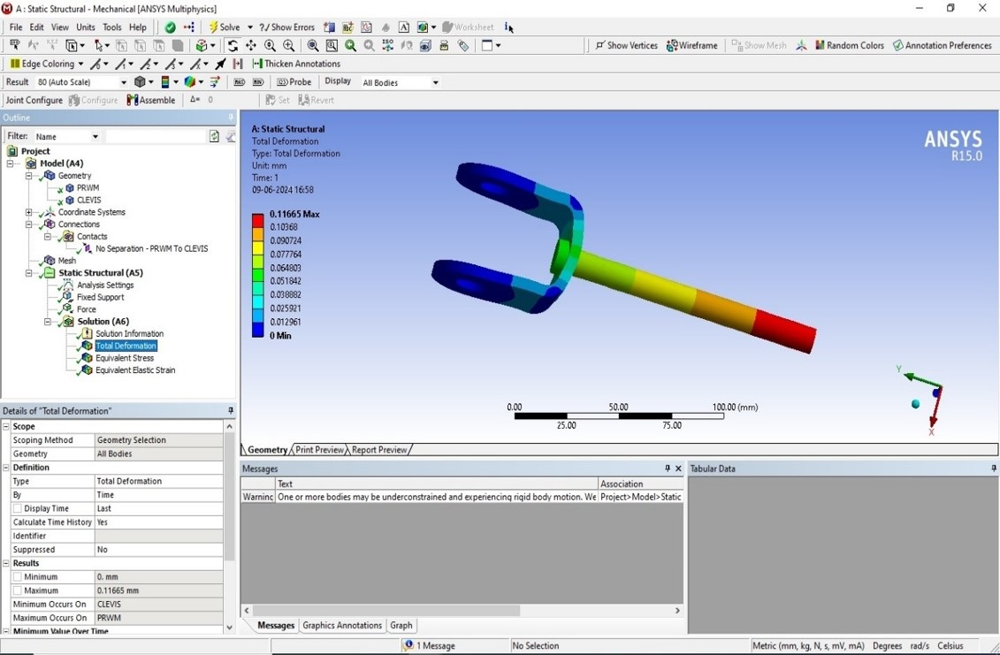 A : Static Structural - Mechanical [ANSYS Multiphysics]
File Edit View Units Tools Help Solve ?/ Show Errors Worksheet
Show Vertices Wireframe Show Mesh Random Colors Annotation Preferences
Edge Coloring Thicken Annotations
Result 80 (Auto Scale) Probe Display All Bodies
Joint Configure Configure Assemble Δ= 0 Set Revert
Outline
Filter: Name
Project
Model (A4)
Geometry
PRWM
CLEVIS
Coordinate Systems
Connections
Contacts
No Separation - PRWM To CLEVIS
Mesh
Static Structural (A5)
Analysis Settings
Fixed Support
Force
Solution (A6)
Solution Information
Total Deformation
Equivalent Stress
Equivalent Elastic Strain
Details of "Total Deformation"
Scope
Scoping Method Geometry Selection
Geometry All Bodies
Definition
Type Total Deformation
By Time
Display Time Last
Calculate Time History Yes
Identifier
Suppressed No
Results
Minimum 0. mm
Maximum 0.11665 mm
Minimum Occurs On CLEVIS
Maximum Occurs On PRWM
Minimum Value Over Time
A: Static Structural
Total Deformation
Type: Total Deformation
Unit: mm
Time: 1
09-06-2024 16:58
0.11665 Max
0.10368
0.090724
0.077764
0.064803
0.051842
0.038882
0.025921
0.012961
0 Min
ANSYS
R15.0
0.00 50.00 100.00 (mm)
25.00 75.00
Y
X
Geometry Print Preview Report Preview
Messages
Text Association
Warning One or more bodies may be underconstrained and experiencing rigid body motion. We Project>Model>Static
Messages Graphics Annotations Graph
Tabular Data
1 Message No Selection Metric (mm, kg, N, s, mV, mA) Degrees rad/s Celsius